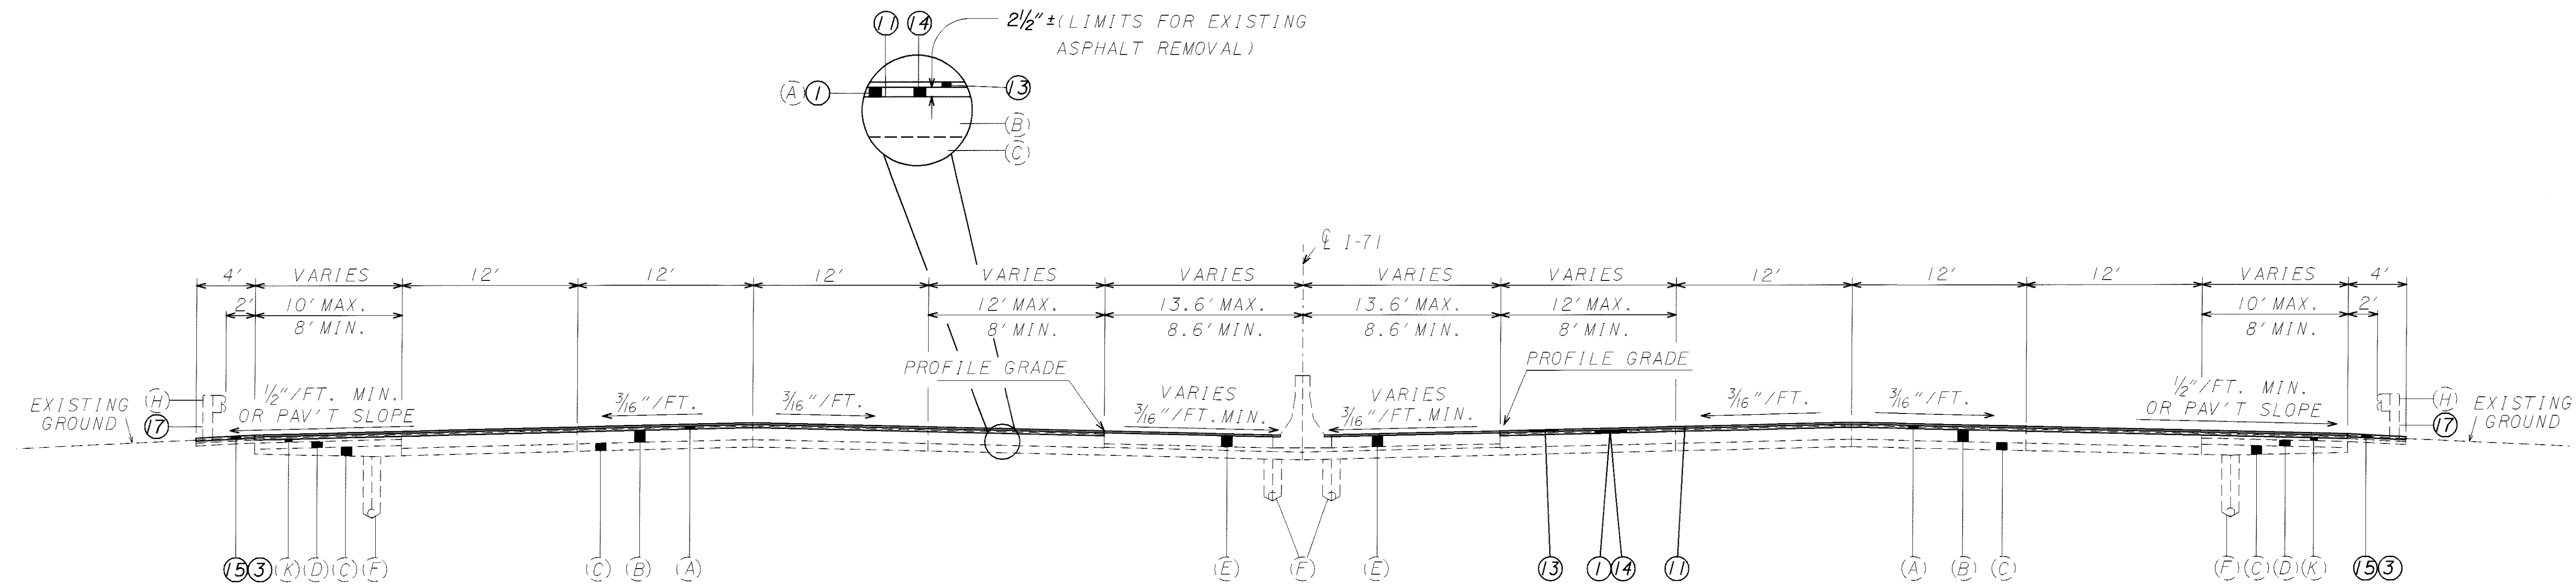 11 14 2½" ±(LIMITS FOR EXISTING
ASPHALT REMOVAL)
(A) 1 13
(B)
(C)
℄ I-71
4' VARIES 12' 12' 12' VARIES VARIES VARIES VARIES 12' 12' 12' VARIES 4'
2' 10' MAX. 12' MAX. 13.6' MAX. 13.6' MAX. 12' MAX. 10' MAX. 2'
8' MIN. 8' MIN. 8.6' MIN. 8.6' MIN. 8' MIN. 8' MIN.
PROFILE GRADE PROFILE GRADE
EXISTING
GROUND
(H)
17
½"/FT. MIN.
OR PAV'T SLOPE
3/16"/FT. 3/16"/FT.
VARIES
3/16"/FT. MIN.
VARIES
3/16"/FT. MIN.
3/16"/FT. 3/16"/FT.
½"/FT. MIN.
OR PAV'T SLOPE
(H)
17
EXISTING
GROUND
15 3 (K) (D) (C) (F) (C) (B) (A) (E) (F) (E) 13 1 14 11 (A) (B) (C) (F) (C) (D) (K) 15 3